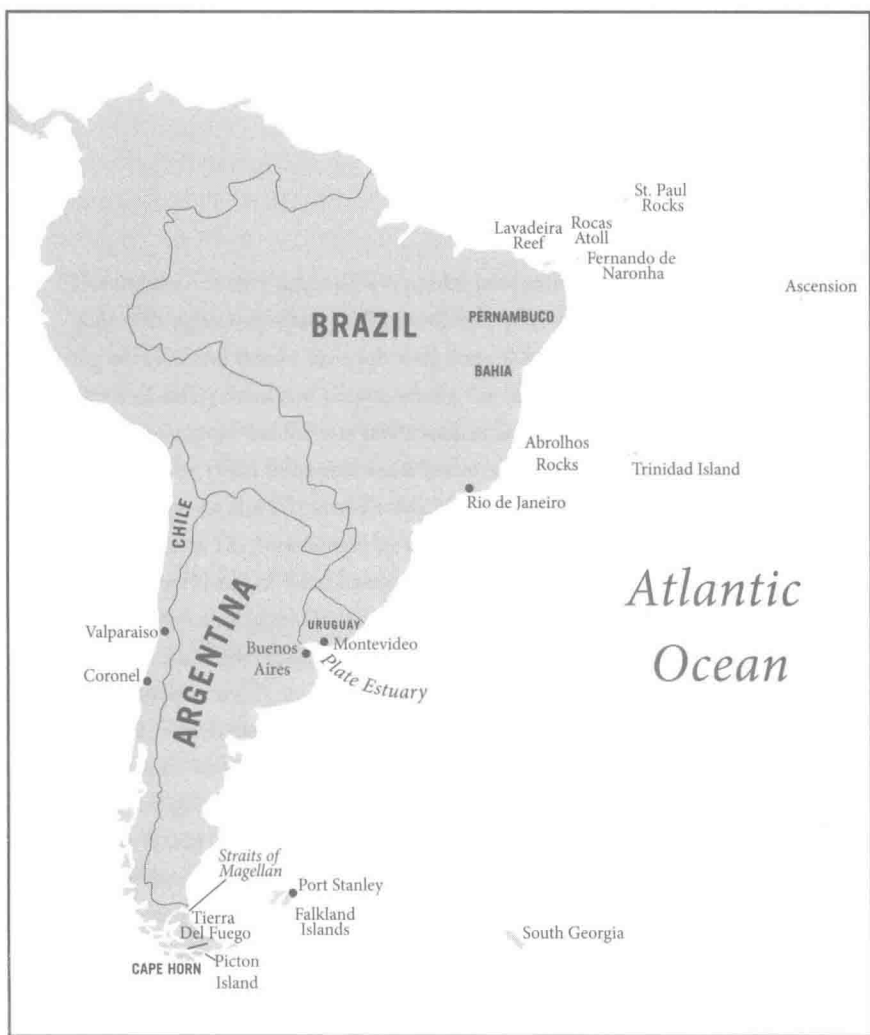 St. Paul
Rocks
Lavadeira
Reef
Rocas
Atoll
Fernando de
Naronha
Ascension
BRAZIL
PERNAMBUCO
BAHIA
Abrolhos
Rocks
Trinidad Island
Rio de Janeiro
CHILE
ARGENTINA
Atlantic
Ocean
URUGUAY
Valparaiso
Montevideo
Buenos
Aires
Plate Estuary
Coronel
Straits of
Magellan
Port Stanley
Falkland
Islands
Tierra
Del Fuego
South Georgia
CAPE HORN
Picton
Island